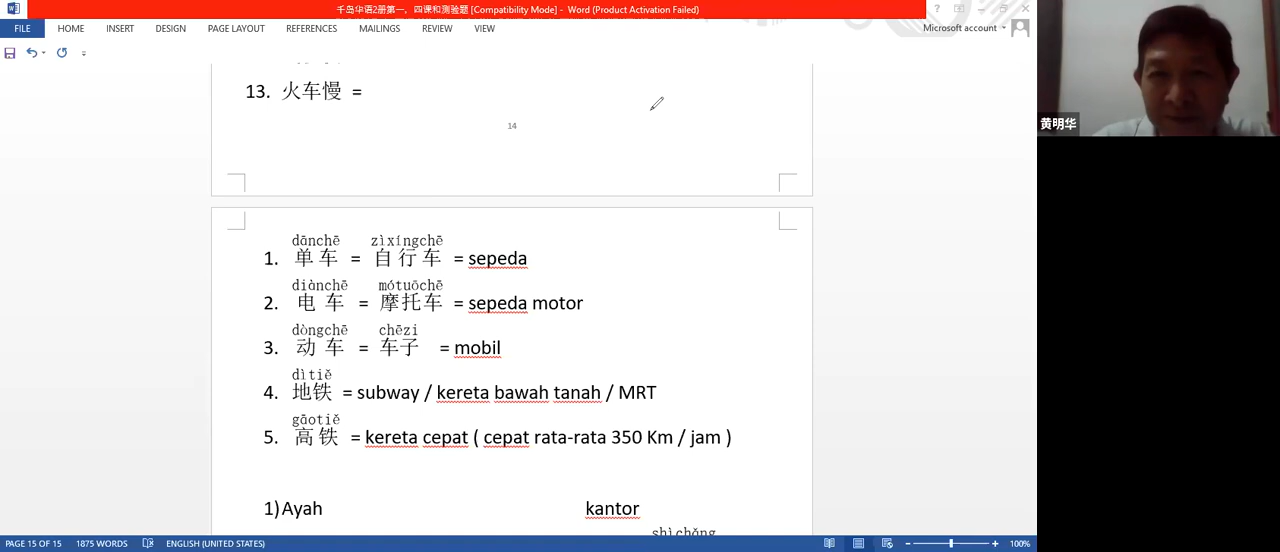 千岛华语2册第一，四课和测验题 [Compatibility Mode] - Word (Product Activation Failed)
FILE HOME INSERT DESIGN PAGE LAYOUT REFERENCES MAILINGS REVIEW VIEW
Microsoft account
13. 火车慢 =
14
黄明华
dānchē zìxíngchē
1. 单车 = 自行车 = sepeda
diànchē mótuōchē
2. 电车 = 摩托车 = sepeda motor
dòngchē chēzi
3. 动车 = 车子 = mobil
dìtiě
4. 地铁 = subway / kereta bawah tanah / MRT
gāotiě
5. 高铁 = kereta cepat ( cepat rata-rata 350 Km / jam )
1) Ayah kantor
shìchǎng
PAGE 15 OF 15 1875 WORDS ENGLISH (UNITED STATES) 100%